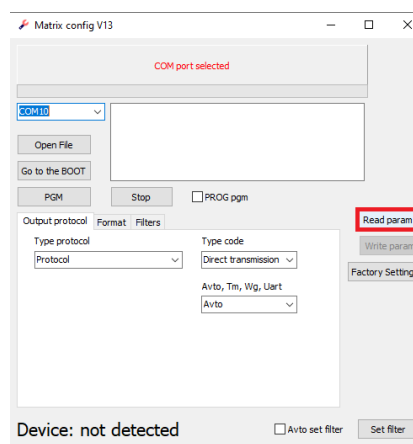 Matrix config V13
COM port selected
COM10
Open File
Go to the BOOT
PGM Stop PROG pgm
Output protocol Format Filters
Read param
Type protocol Type code
Write param
Protocol Direct transmission
Factory Setting
Avto, Tm, Wg, Uart
Avto
Device: not detected Avto set filter Set filter